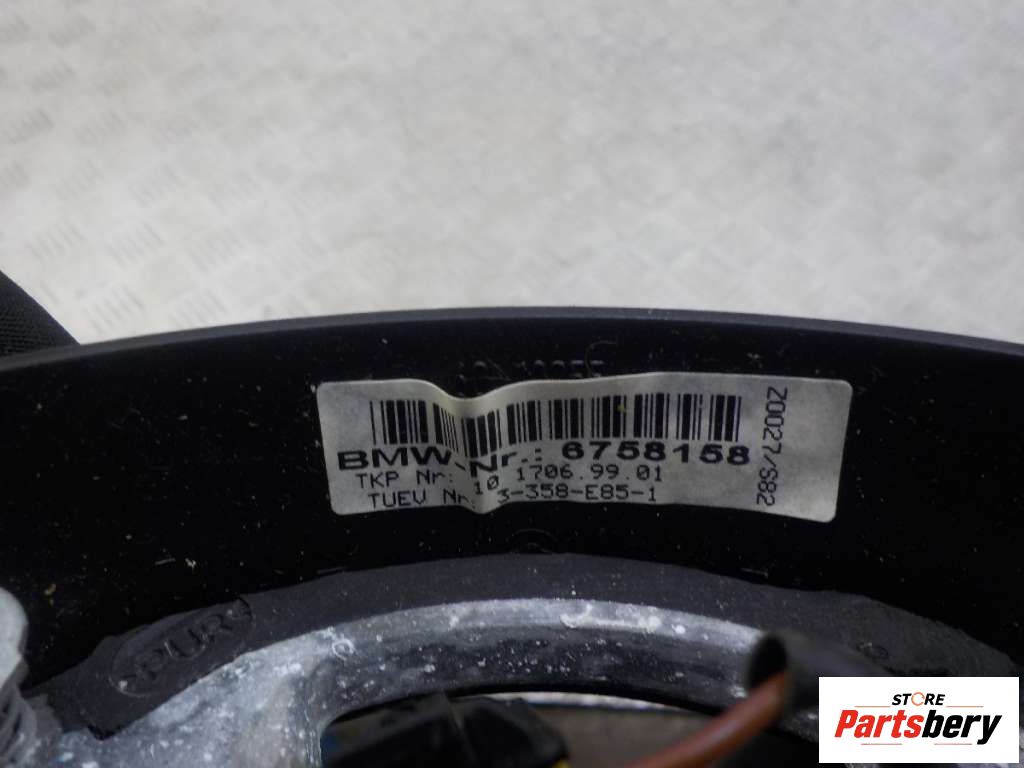 BMW-Nr.: 6758158
TKP Nr: 10 1706.99.01
TUEV Nr: 3-358-E85-1
Z0027/S82
PUR
STORE
Partsbery